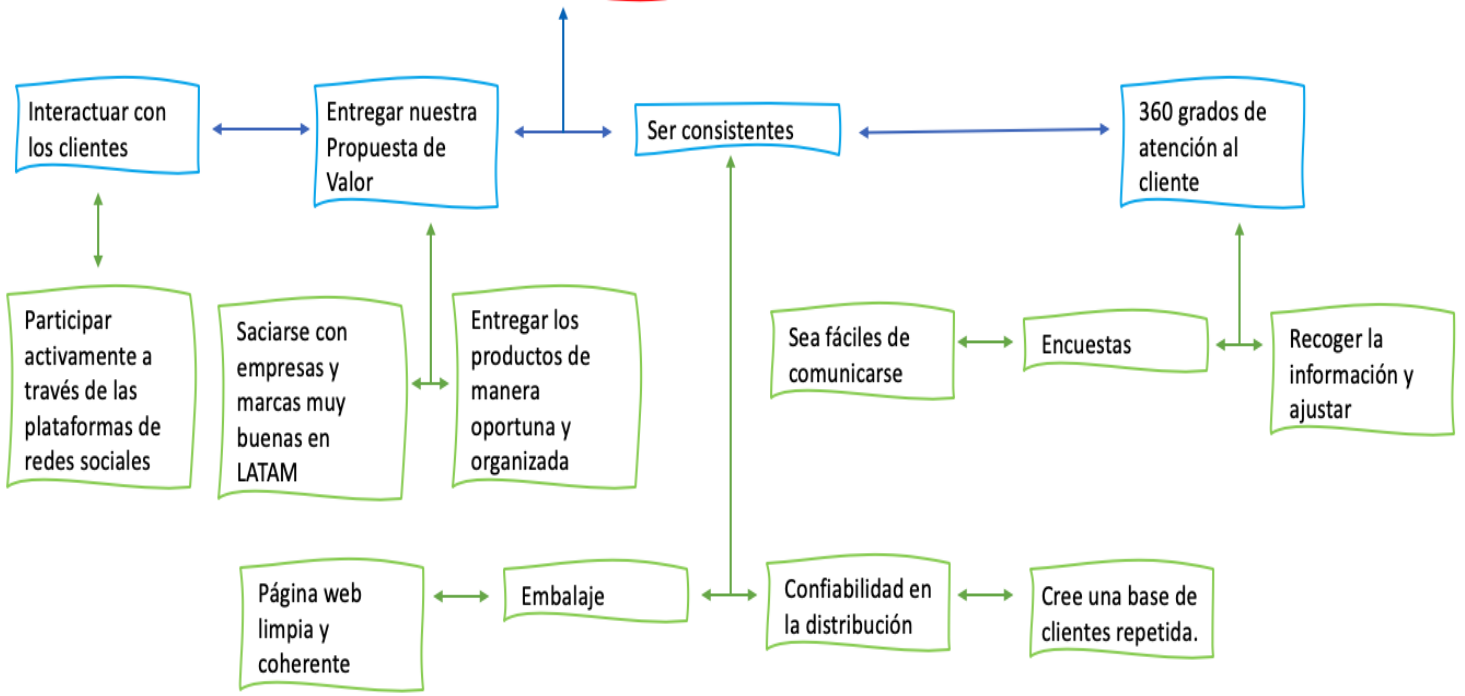 Interactuar con
los clientes
Entregar nuestra
Propuesta de
Valor
Ser consistentes
360 grados de
atención al
cliente
Participar
activamente a
través de las
plataformas de
redes sociales
Saciarse con
empresas y
marcas muy
buenas en
LATAM
Entregar los
productos de
manera
oportuna y
organizada
Sea fáciles de
comunicarse
Encuestas
Recoger la
información y
ajustar
Página web
limpia y
coherente
Embalaje
Confiabilidad en
la distribución
Cree una base de
clientes repetida.